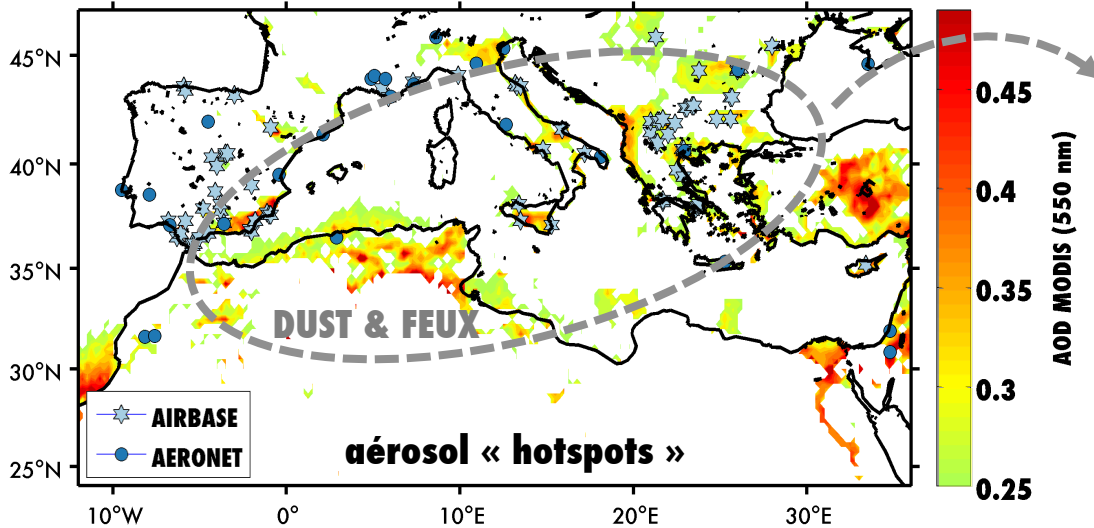 45°N
40°N
35°N
30°N
25°N
10°W
0°
10°E
20°E
30°E
DUST & FEUX
AIRBASE
AERONET
aérosol « hotspots »
0.45
0.4
0.35
0.3
0.25
AOD MODIS (550 nm)